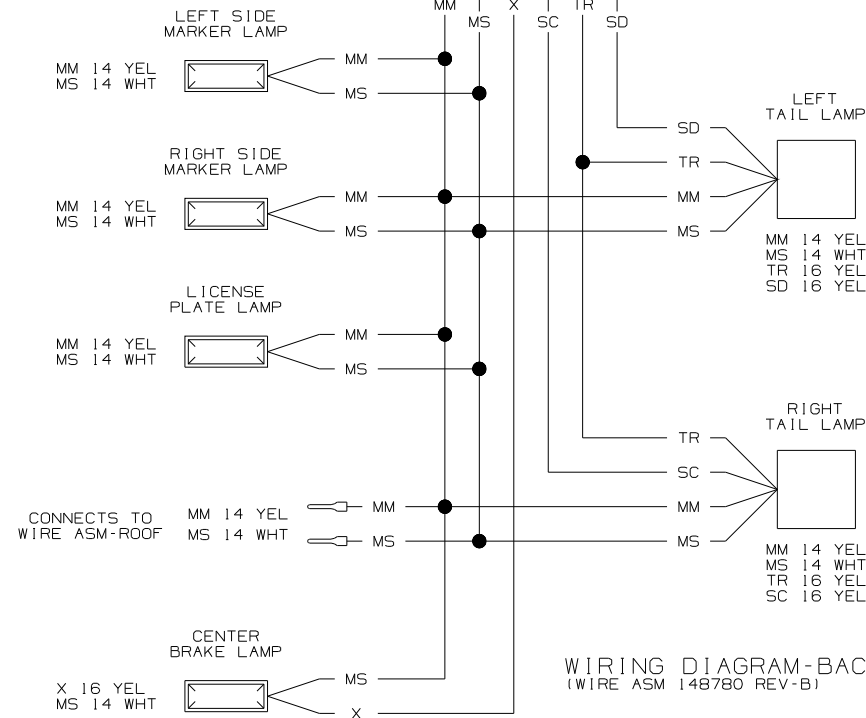 MM
MS
X
SC
TR
SD
LEFT SIDE
MARKER LAMP
MM 14 YEL
MS 14 WHT
MM
MS
LEFT
TAIL LAMP
SD
TR
MM
MS
MM 14 YEL
MS 14 WHT
TR 16 YEL
SD 16 YEL
RIGHT SIDE
MARKER LAMP
MM 14 YEL
MS 14 WHT
MM
MS
LICENSE
PLATE LAMP
MM 14 YEL
MS 14 WHT
MM
MS
RIGHT
TAIL LAMP
TR
SC
MM
MS
MM 14 YEL
MS 14 WHT
TR 16 YEL
SC 16 YEL
CONNECTS TO
WIRE ASM-ROOF
MM 14 YEL
MS 14 WHT
MM
MS
CENTER
BRAKE LAMP
X 16 YEL
MS 14 WHT
MS
X
WIRING DIAGRAM-BAC
(WIRE ASM 148780 REV-B)